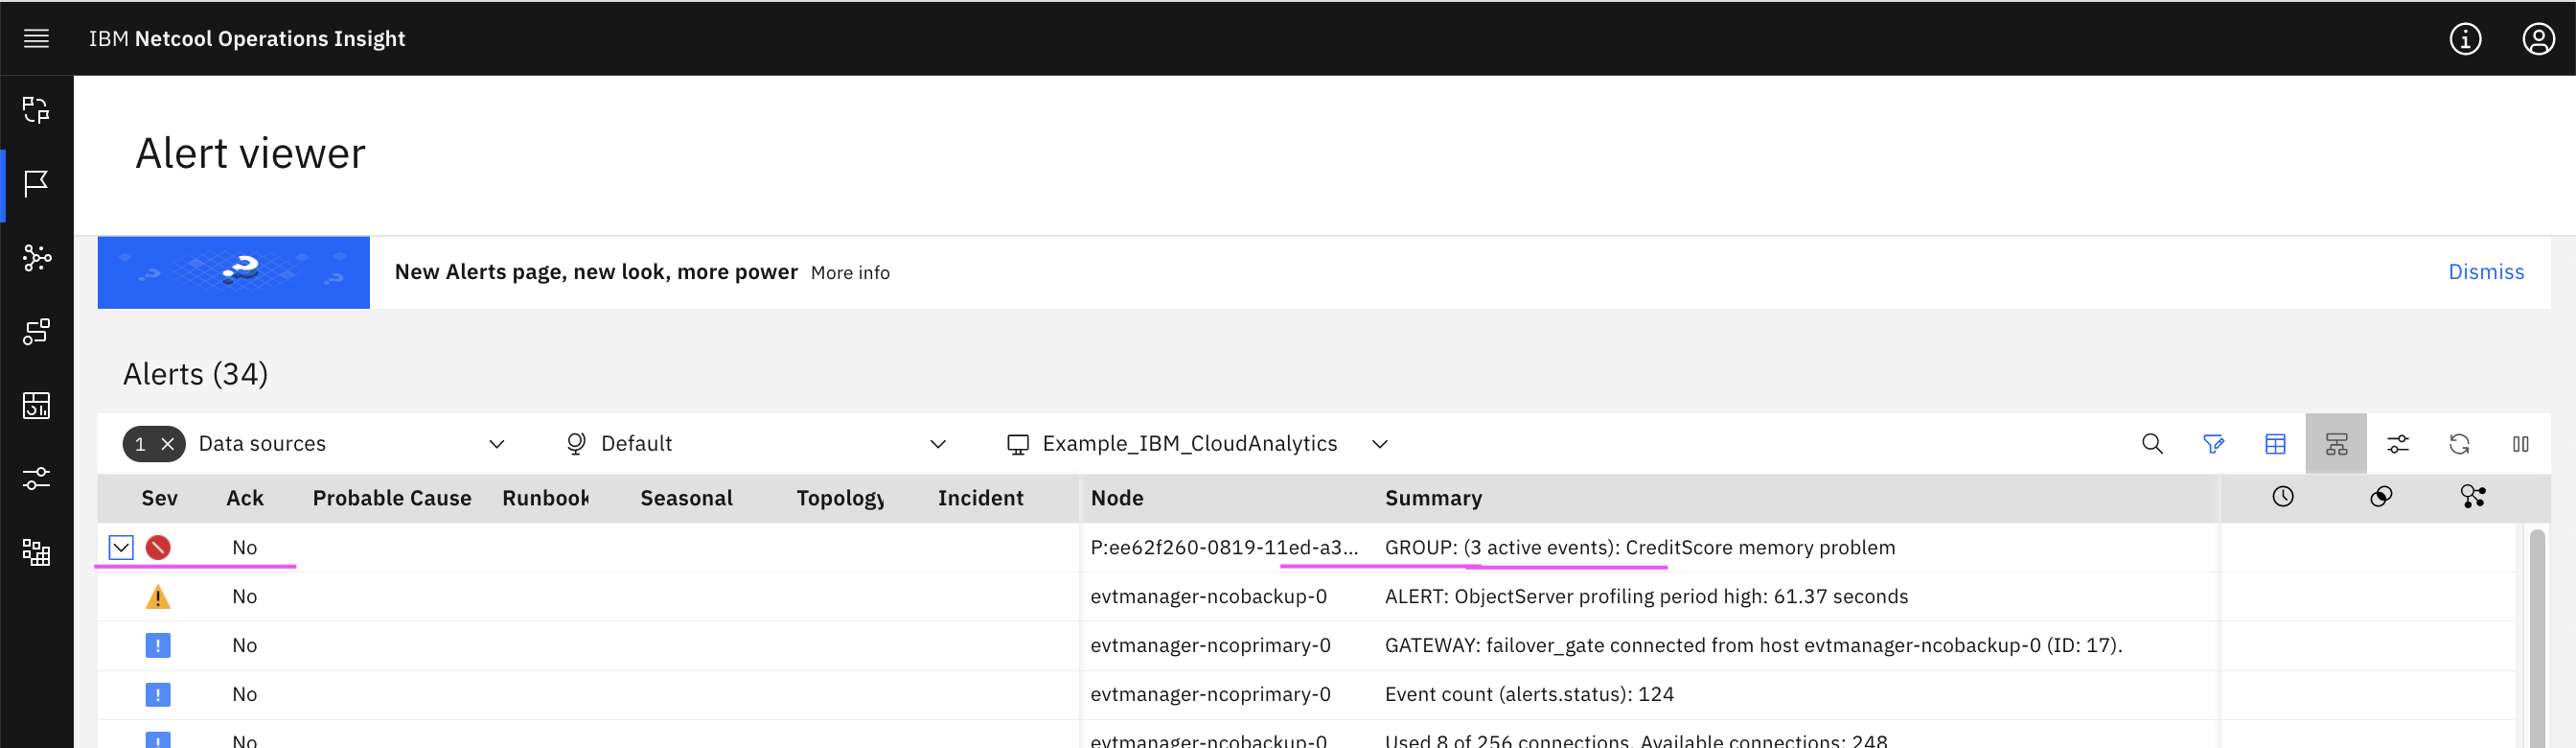 IBM Netcool Operations Insight
Alert viewer
New Alerts page, new look, more power More info Dismiss
Alerts (34)
1 Data sources Default Example_IBM_CloudAnalytics
Sev Ack Probable Cause Runbook Seasonal Topology Incident Node Summary
No P:ee62f260-0819-11ed-a3... GROUP: (3 active events): CreditScore memory problem
No evtmanager-ncobackup-0 ALERT: ObjectServer profiling period high: 61.37 seconds
No evtmanager-ncoprimary-0 GATEWAY: failover_gate connected from host evtmanager-ncobackup-0 (ID: 17).
No evtmanager-ncoprimary-0 Event count (alerts.status): 124
No evtmanager-ncobackup-0 Used 8 of 256 connections. Available connections: 248